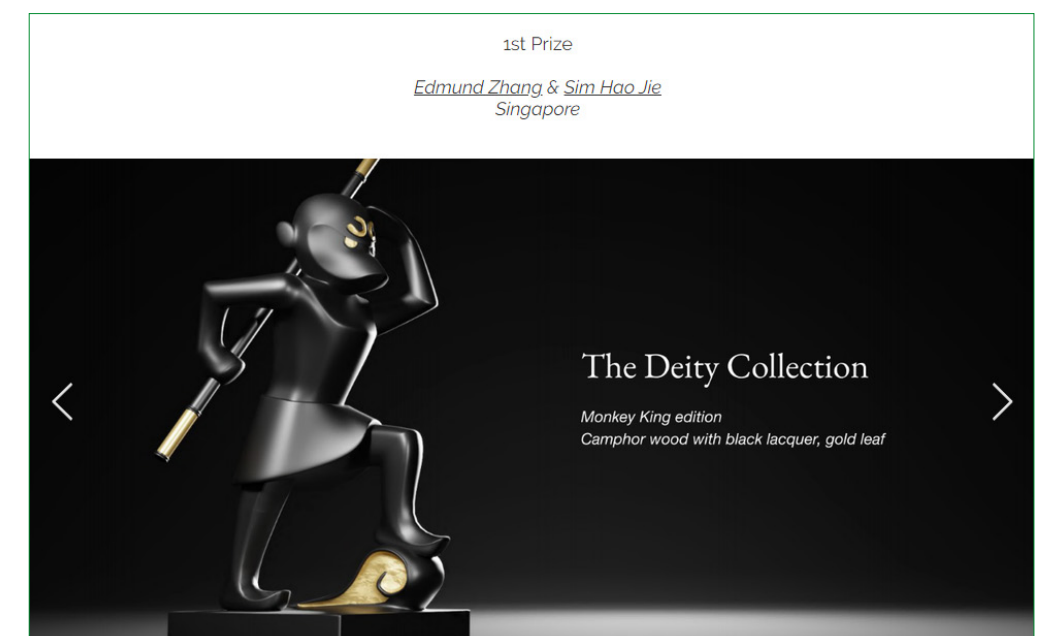 1st Prize
Edmund Zhang & Sim Hao Jie
Singapore
The Deity Collection
Monkey King edition
Camphor wood with black lacquer, gold leaf